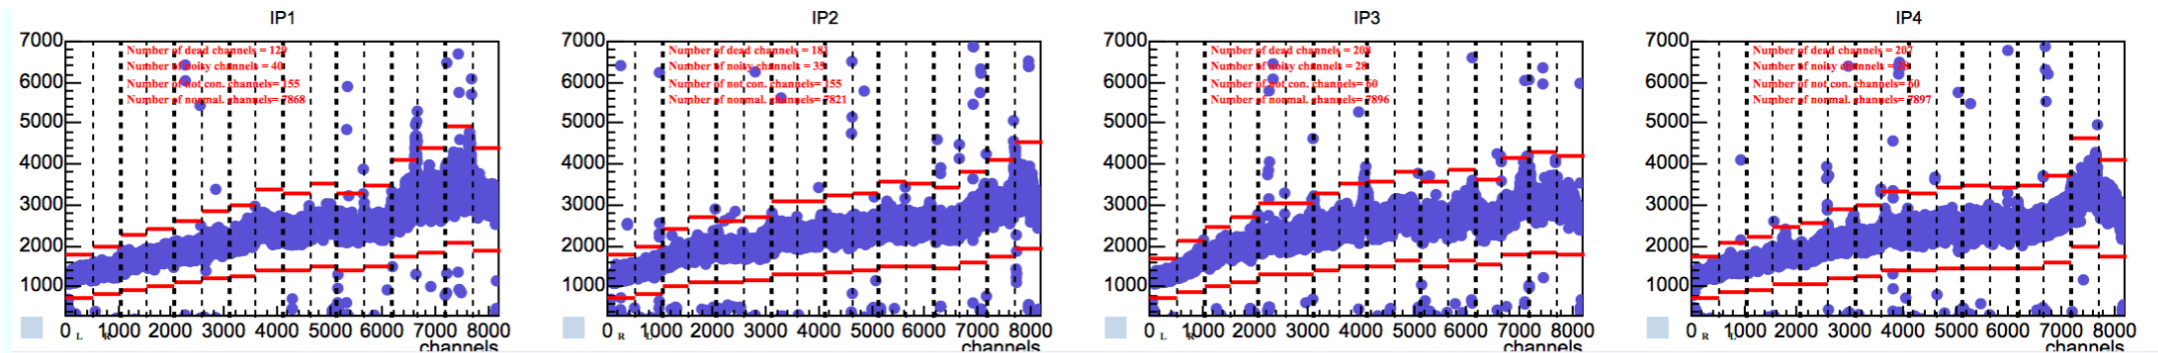 IP1
7000
Number of dead channels = 129
Number of noisy channels = 40
6000
Number of not con. channels= 155
Number of normal. channels= 7868
5000
4000
3000
2000
1000
0 1000 2000 3000 4000 5000 6000 7000 8000
L R
channels
IP2
7000
Number of dead channels = 181
Number of noisy channels = 35
6000
Number of not con. channels= 155
Number of normal. channels= 7821
5000
4000
3000
2000
1000
0 1000 2000 3000 4000 5000 6000 7000 8000
R L
channels
IP3
7000
Number of dead channels = 208
Number of noisy channels = 28
6000
Number of not con. channels= 60
Number of normal. channels= 7896
5000
4000
3000
2000
1000
0 1000 2000 3000 4000 5000 6000 7000 8000
L R
channels
IP4
7000
Number of dead channels = 207
Number of noisy channels =
6000
Number of not con. channels= 60
Number of normal. channels= 7897
5000
4000
3000
2000
1000
0 1000 2000 3000 4000 5000 6000 7000 8000
R L
channels